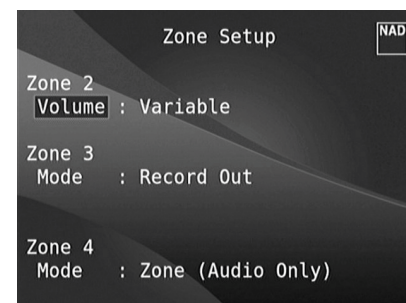 Zone Setup
NAD
Zone 2
Volume : Variable
Zone 3
Mode : Record Out
Zone 4
Mode : Zone (Audio Only)